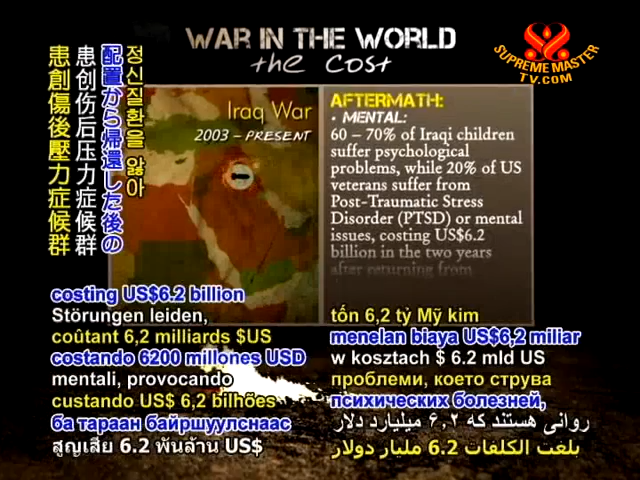 WAR IN THE WORLD
the cost
SUPREME MASTER
TV.COM
정신질환을 앓아
配置から帰還した後の
患创伤后压力症候群
患創傷後壓力症候群
Iraq War
2003 – PRESENT
AFTERMATH:
• MENTAL:
60 – 70% of Iraqi children
suffer psychological
problems, while 20% of US
veterans suffer from
Post-Traumatic Stress
Disorder (PTSD) or mental
issues, costing US$6.2
billion in the two years
after returning from
costing US$6.2 billion
Störungen leiden,
coûtant 6,2 milliards $US
costando 6200 millones USD
mentali, provocando
custando US$ 6,2 bilhões
ба тараан байршуулснаас
สูญเสีย 6.2 พันล้าน US$
tốn 6,2 tỷ Mỹ kim
menelan biaya US$6,2 miliar
w kosztach $ 6.2 mld US
проблеми, което струва
психических болезней,
روانی هستند که ۶,۲ میلیارد دلار
بلغت الكلفات 6.2 مليار دولار